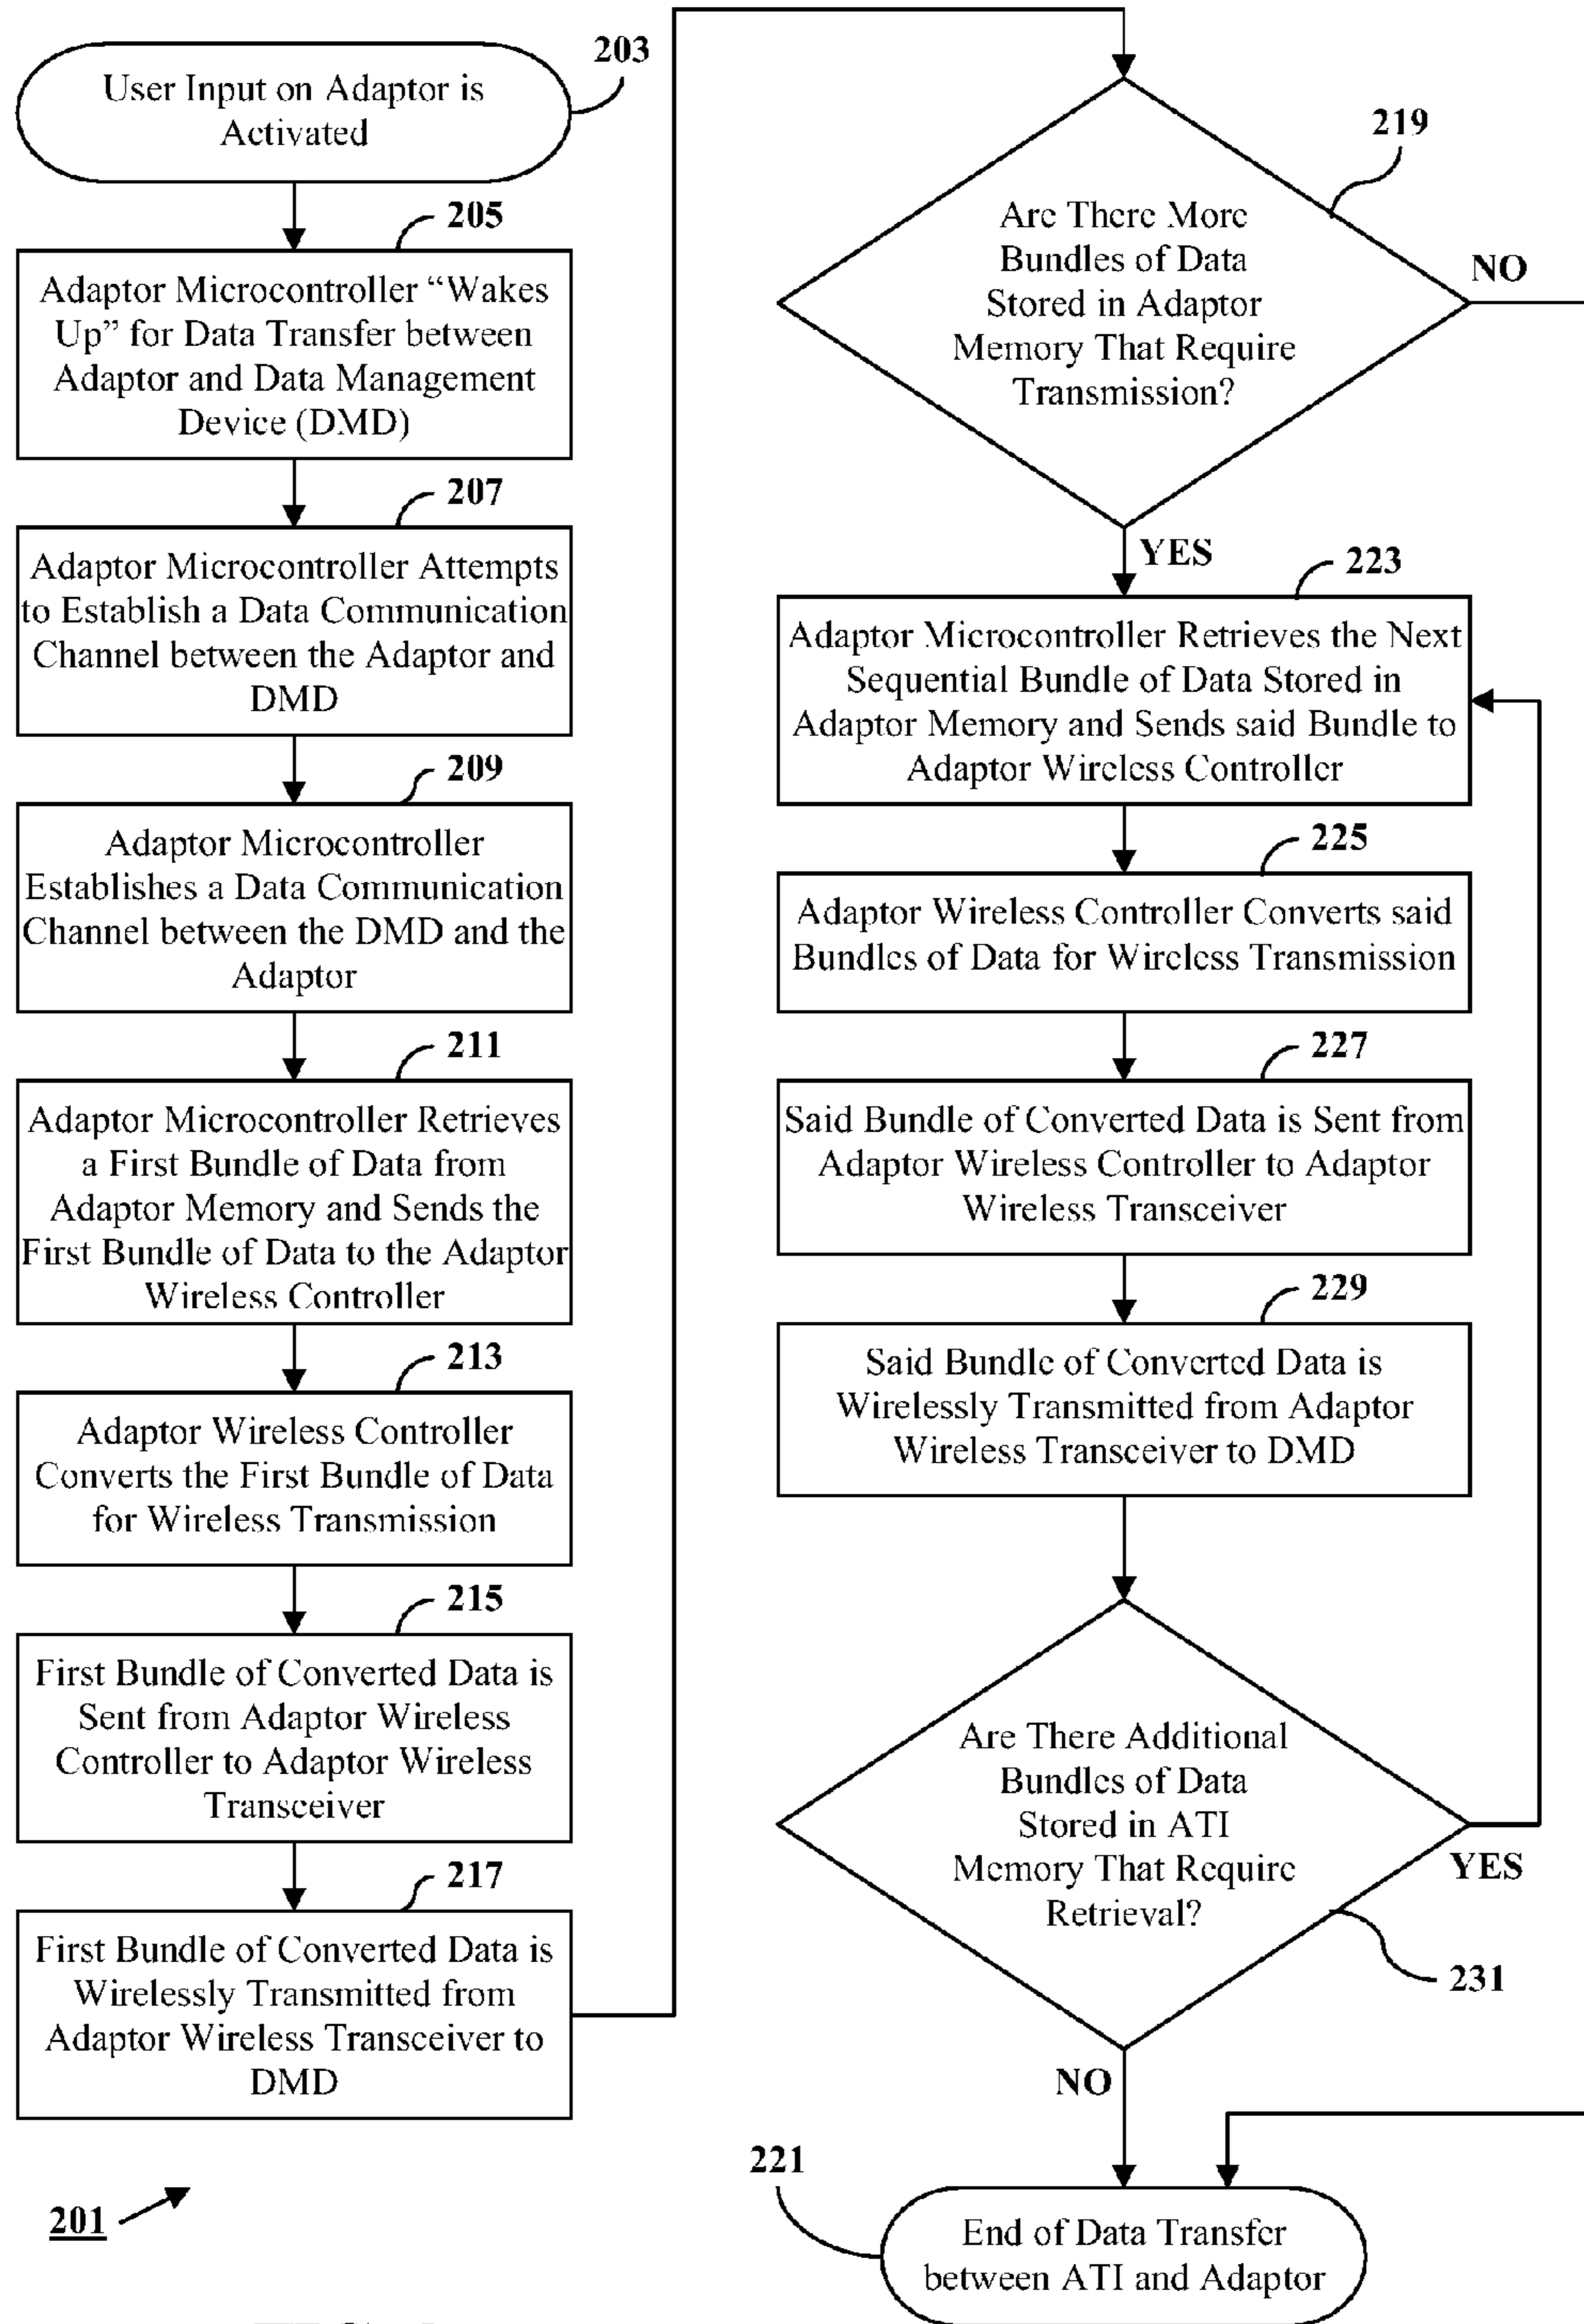 User Input on Adaptor is
Activated
203
205
Adaptor Microcontroller “Wakes
Up” for Data Transfer between
Adaptor and Data Management
Device (DMD)
207
Adaptor Microcontroller Attempts
to Establish a Data Communication
Channel between the Adaptor and
DMD
209
Adaptor Microcontroller
Establishes a Data Communication
Channel between the DMD and the
Adaptor
211
Adaptor Microcontroller Retrieves
a First Bundle of Data from
Adaptor Memory and Sends the
First Bundle of Data to the Adaptor
Wireless Controller
213
Adaptor Wireless Controller
Converts the First Bundle of Data
for Wireless Transmission
215
First Bundle of Converted Data is
Sent from Adaptor Wireless
Controller to Adaptor Wireless
Transceiver
217
First Bundle of Converted Data is
Wirelessly Transmitted from
Adaptor Wireless Transceiver to
DMD
201
219
Are There More
Bundles of Data
Stored in Adaptor
Memory That Require
Transmission?
NO
YES
223
Adaptor Microcontroller Retrieves the Next
Sequential Bundle of Data Stored in
Adaptor Memory and Sends said Bundle to
Adaptor Wireless Controller
225
Adaptor Wireless Controller Converts said
Bundles of Data for Wireless Transmission
227
Said Bundle of Converted Data is Sent from
Adaptor Wireless Controller to Adaptor
Wireless Transceiver
229
Said Bundle of Converted Data is
Wirelessly Transmitted from Adaptor
Wireless Transceiver to DMD
Are There Additional
Bundles of Data
Stored in ATI
Memory That Require
Retrieval?
YES
231
NO
221
End of Data Transfer
between ATI and Adaptor